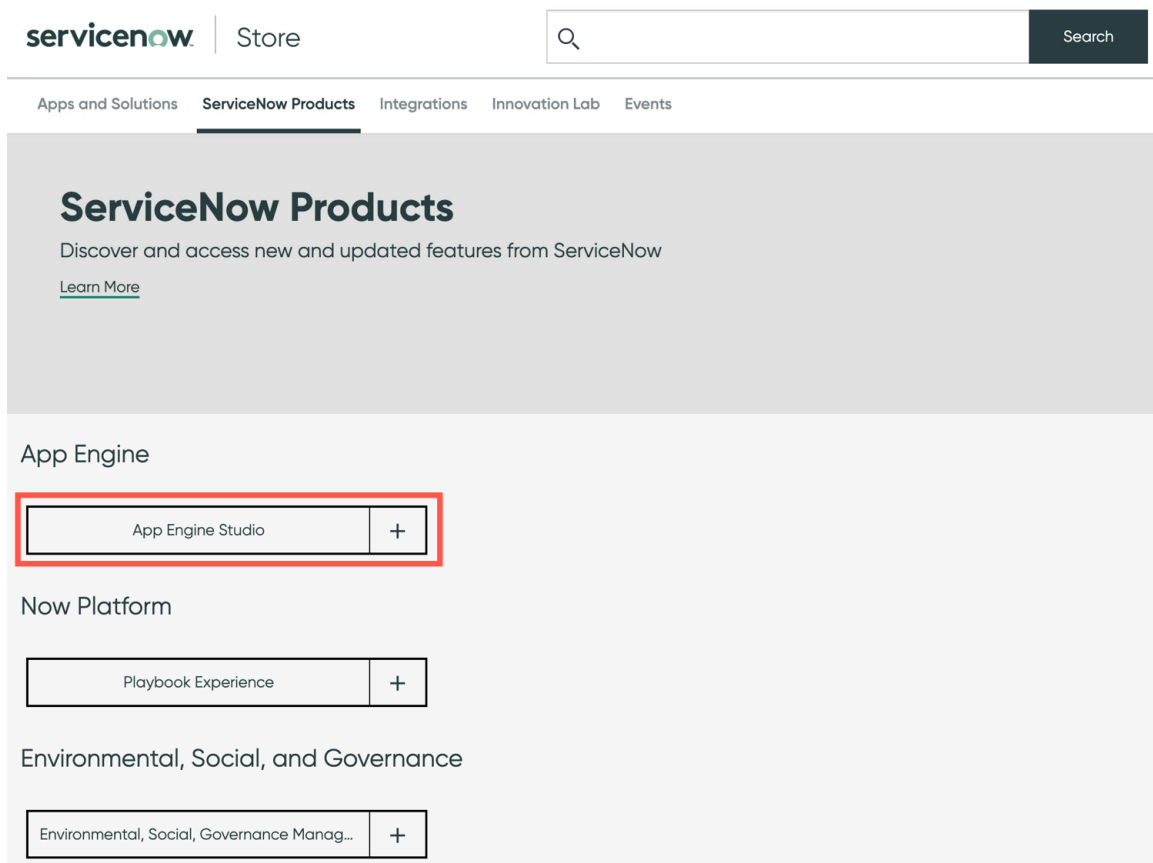 servicenow Store
Search
Apps and Solutions ServiceNow Products Integrations Innovation Lab Events
ServiceNow Products
Discover and access new and updated features from ServiceNow
Learn More
App Engine
App Engine Studio +
Now Platform
Playbook Experience +
Environmental, Social, and Governance
Environmental, Social, Governance Manag... +